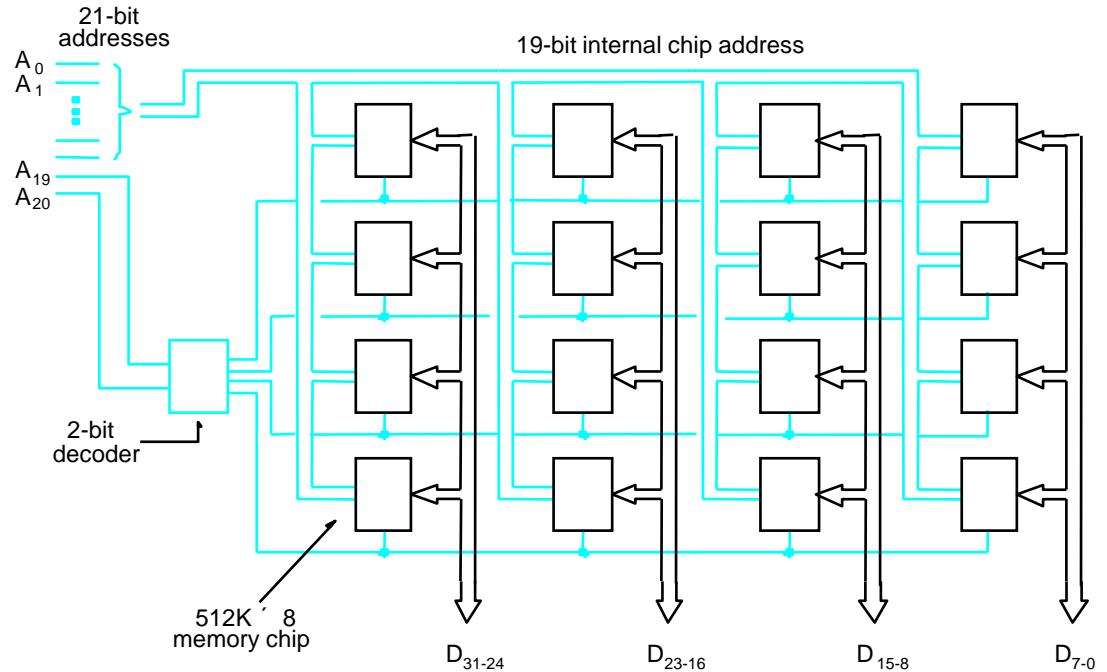 21-bit
addresses
19-bit internal chip address
A0
A1
A19
A20
2-bit
decoder
512K ´ 8
memory chip
D31-24
D23-16
D15-8
D7-0